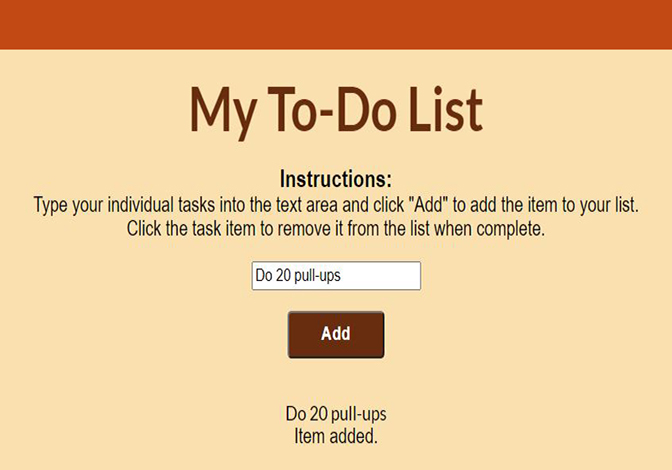 My To-Do List
Instructions:
Type your individual tasks into the text area and click "Add" to add the item to your list.
Click the task item to remove it from the list when complete.
Do 20 pull-ups
Add
Do 20 pull-ups
Item added.